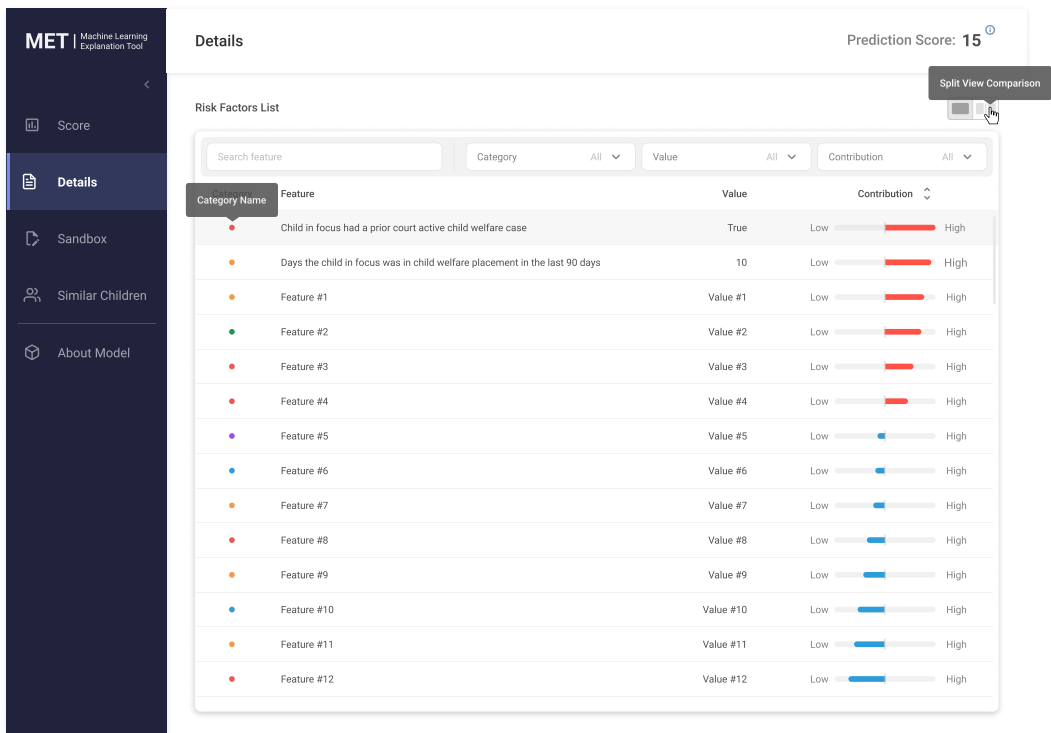 MET | Machine Learning
Explanation Tool
Score
Details
Sandbox
Similar Children
About Model
Details
Prediction Score: 15
Split View Comparison
Risk Factors List
Search feature
Category All
Value All
Contribution All
Category Name
Category Feature Value Contribution
Child in focus had a prior court active child welfare case True Low High
Days the child in focus was in child welfare placement in the last 90 days 10 Low High
Feature #1 Value #1 Low High
Feature #2 Value #2 Low High
Feature #3 Value #3 Low High
Feature #4 Value #4 Low High
Feature #5 Value #5 Low High
Feature #6 Value #6 Low High
Feature #7 Value #7 Low High
Feature #8 Value #8 Low High
Feature #9 Value #9 Low High
Feature #10 Value #10 Low High
Feature #11 Value #11 Low High
Feature #12 Value #12 Low High